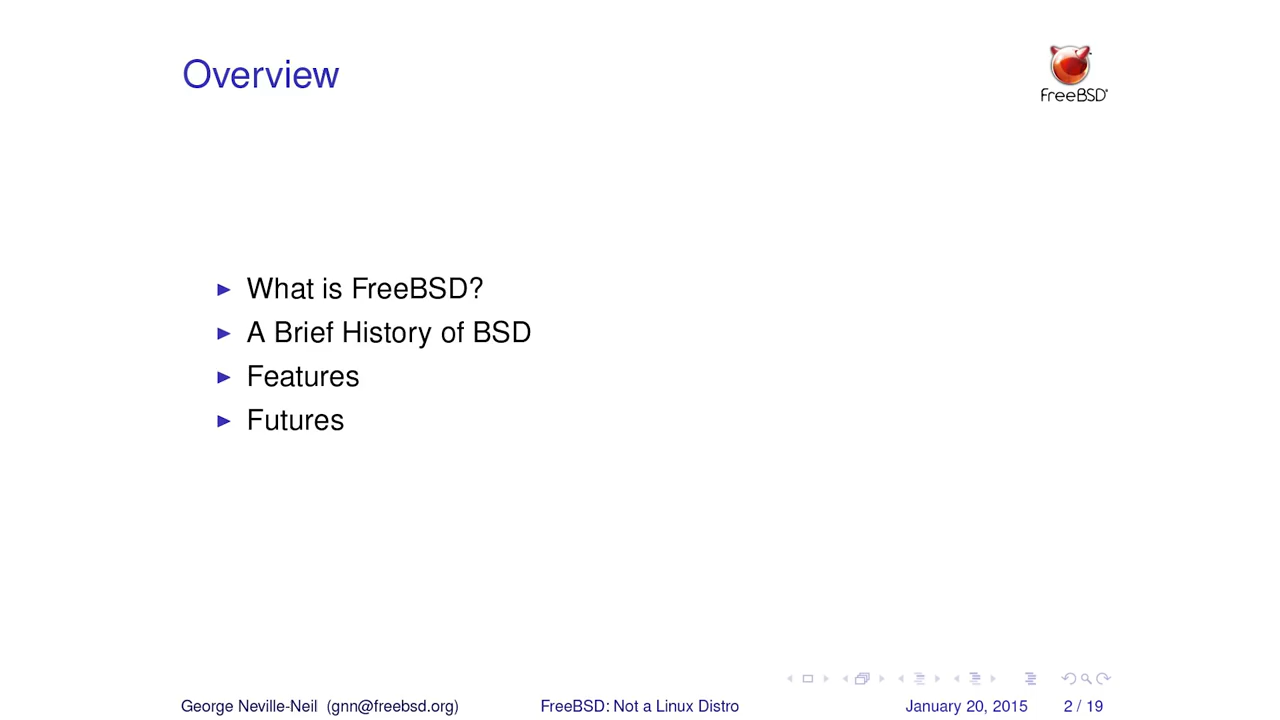 Overview
FreeBSD
What is FreeBSD?
A Brief History of BSD
Features
Futures
George Neville-Neil (gnn@freebsd.org) FreeBSD: Not a Linux Distro January 20, 2015 2 / 19